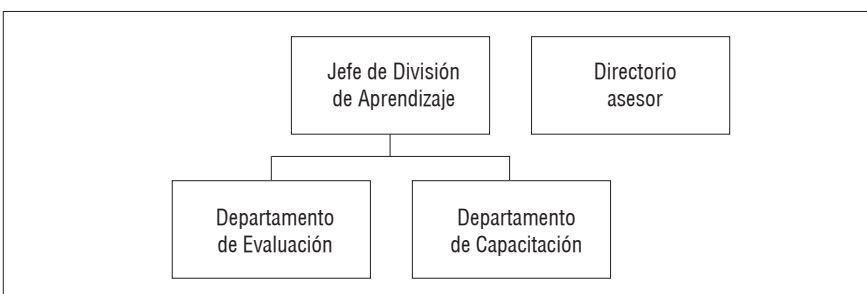 Jefe de División
de Aprendizaje
Directorio
asesor
Departamento
de Evaluación
Departamento
de Capacitación